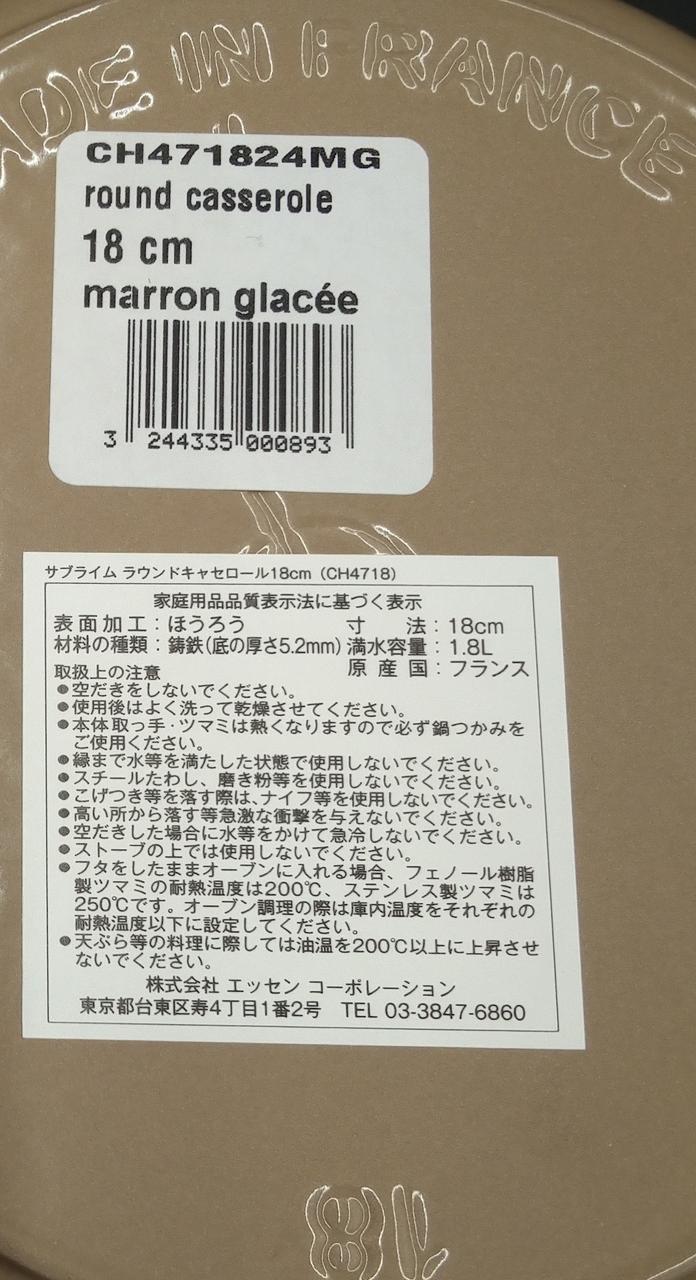 ADE IN FRANCE
CH471824MG
round casserole
18 cm
marron glacée
3 244335 000893
サブライム ラウンドキャセロール18cm（CH4718）
家庭用品品質表示法に基づく表示
表面加工：ほうろう 寸 法：18cm
材料の種類：鋳鉄(底の厚さ5.2mm) 満水容量：1.8L
取扱上の注意 原産国：フランス
●空だきをしないでください。
●使用後はよく洗って乾燥させてください。
●本体取っ手・ツマミは熱くなりますので必ず鍋つかみを
ご使用ください。
●縁まで水等を満たした状態で使用しないでください。
●スチールたわし、磨き粉等を使用しないでください。
●こげつき等を落す際は、ナイフ等を使用しないでください。
●高い所から落す等急激な衝撃を与えないでください。
●空だきした場合に水等をかけて急冷しないでください。
●ストーブの上では使用しないでください。
●フタをしたままオーブンに入れる場合、フェノール樹脂
製ツマミの耐熱温度は200℃、ステンレス製ツマミは
250℃です。オーブン調理の際は庫内温度をそれぞれの
耐熱温度以下に設定してください。
●天ぷら等の料理に際しては油温を200℃以上に上昇させ
ないでください。
株式会社 エッセン コーポレーション
東京都台東区寿4丁目1番2号 TEL 03-3847-6860
18